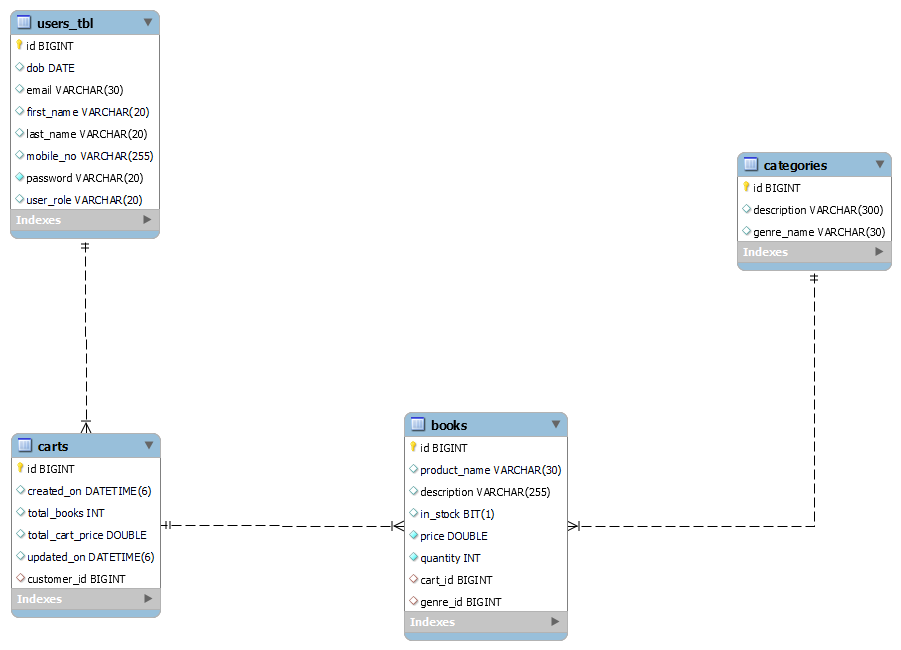 users_tbl
id BIGINT
dob DATE
email VARCHAR(30)
first_name VARCHAR(20)
last_name VARCHAR(20)
mobile_no VARCHAR(255)
password VARCHAR(20)
user_role VARCHAR(20)
Indexes
categories
id BIGINT
description VARCHAR(300)
genre_name VARCHAR(30)
Indexes
carts
id BIGINT
created_on DATETIME(6)
total_books INT
total_cart_price DOUBLE
updated_on DATETIME(6)
customer_id BIGINT
Indexes
books
id BIGINT
product_name VARCHAR(30)
description VARCHAR(255)
in_stock BIT(1)
price DOUBLE
quantity INT
cart_id BIGINT
genre_id BIGINT
Indexes